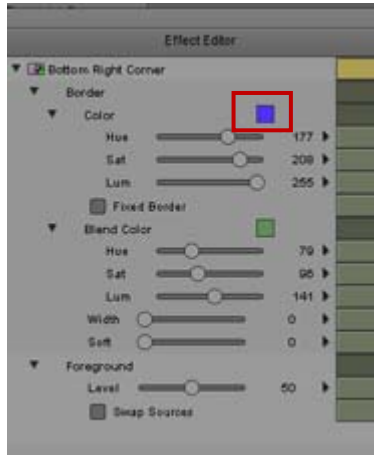 Effect Editor
Bottom Right Corner
Border
Color
Hue 177
Sat 208
Lum 255
Fixed Border
Blend Color
Hue 79
Sat 96
Lum 141
Width 0
Soft 0
Foreground
Level 50
Swap Sources